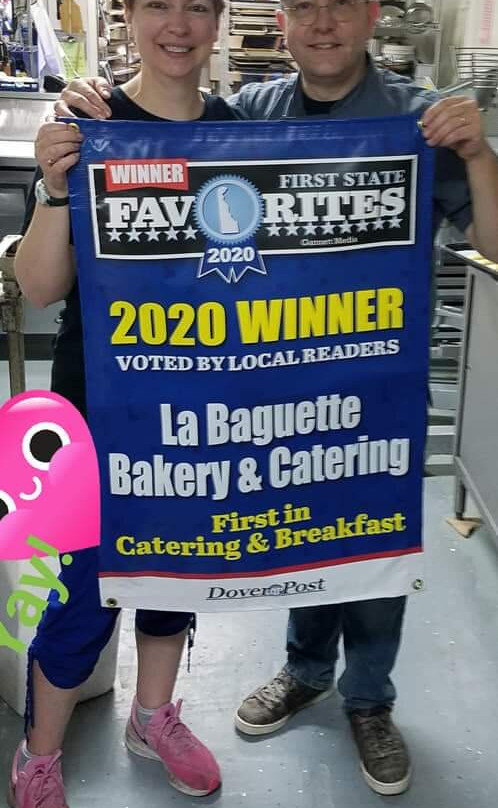 WINNER
FIRST STATE
FAVORITES
Gannett Media
2020
2020 WINNER
VOTED BY LOCAL READERS
La Baguette
Bakery & Catering
First in
Catering & Breakfast
Dover Post
Yay!